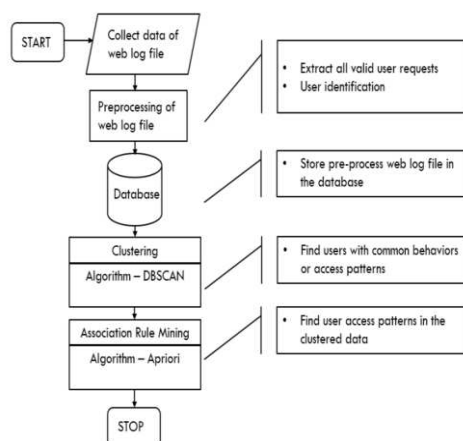 START
Collect data of
web log file
Preprocessing of
web log file
• Extract all valid user requests
• User identification
Database
• Store pre-process web log file in
the database
Clustering
Algorithm – DBSCAN
• Find users with common behaviors
or access patterns
Association Rule Mining
Algorithm – Apriori
• Find user access patterns in the
clustered data
STOP